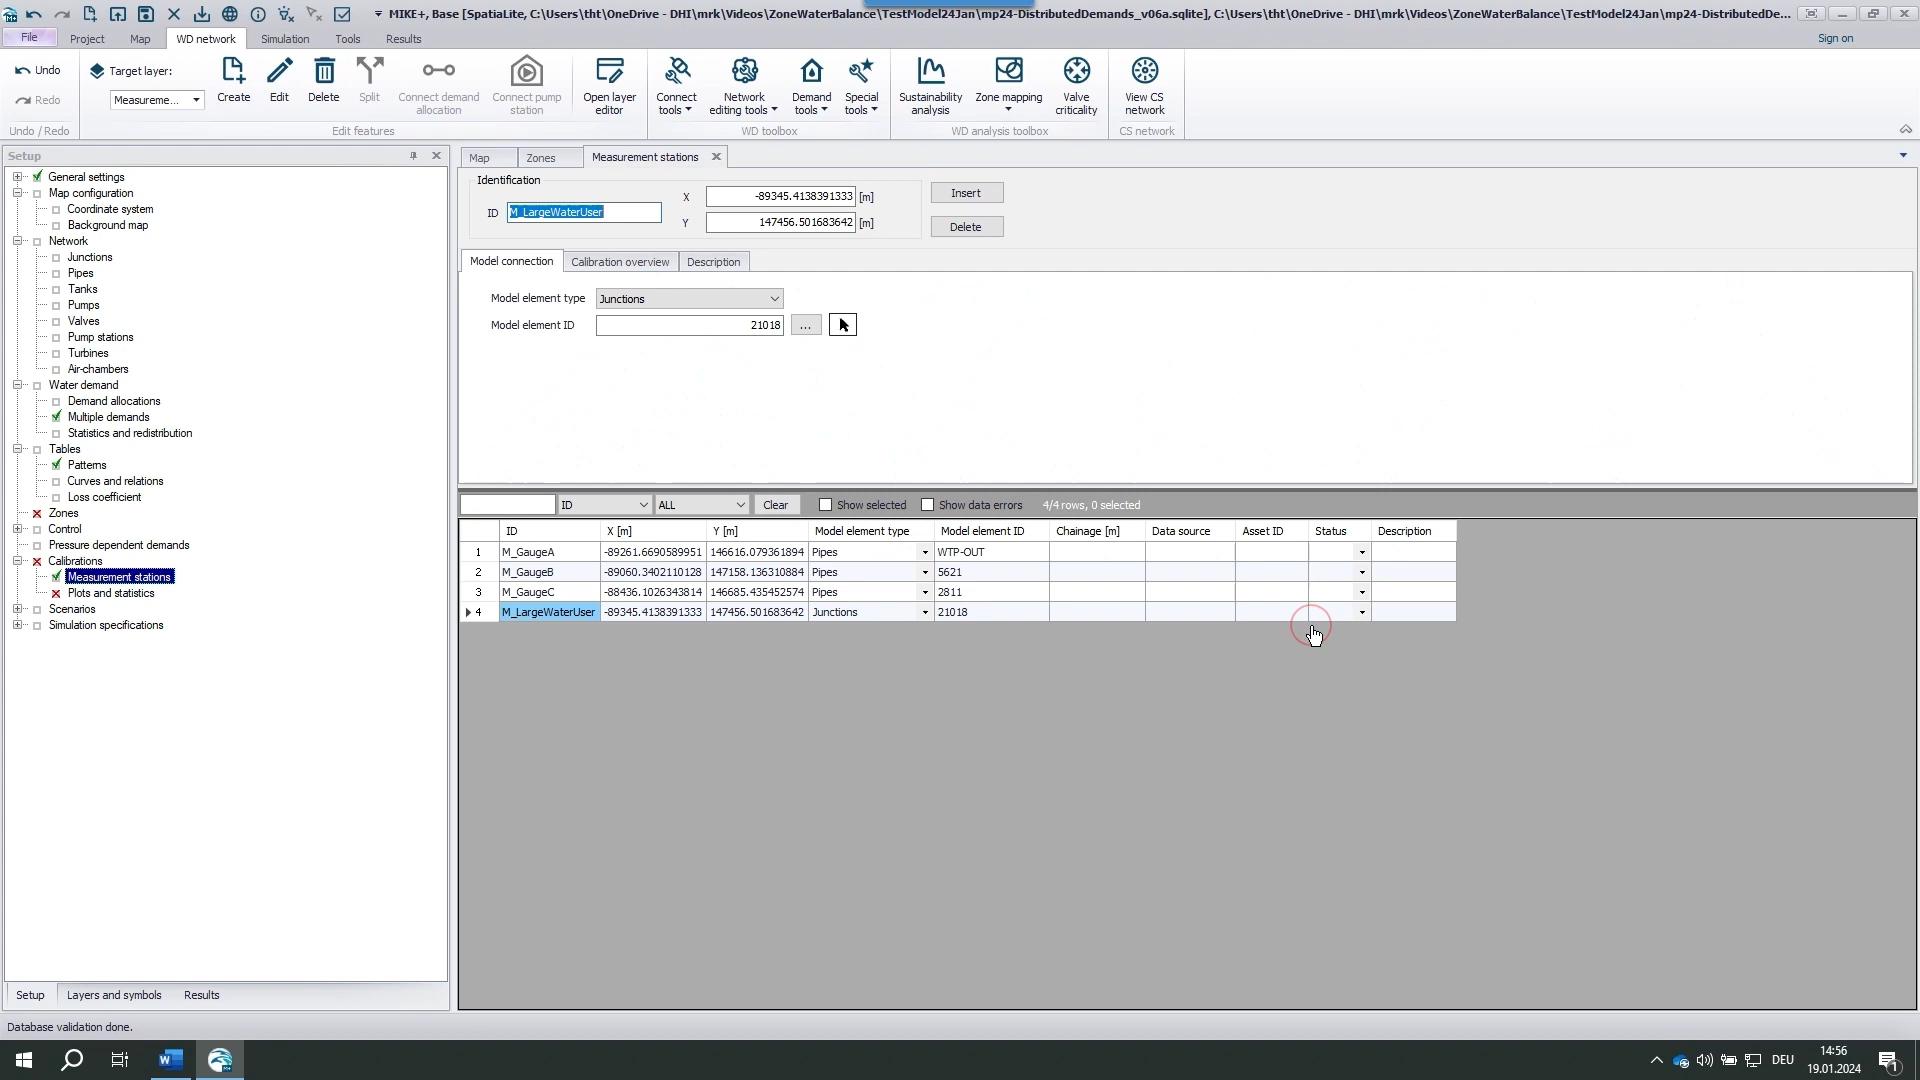 MIKE+, Base [SpatiaLite, C:\Users\tht\OneDrive - DHI\mrk\Videos\ZoneWaterBalance\TestModel24Jan\mp24-DistributedDemands_v06a.sqlite], C:\Users\tht\OneDrive - DHI\mrk\Videos\ZoneWaterBalance\TestModel24Jan\mp24-DistributedDe...
File Project Map WD network Simulation Tools Results Sign on
Undo
Redo
Undo / Redo
Target layer:
Measureme...
Create
Edit
Delete
Split
Connect demand allocation
Connect pump station
Edit features
Open layer editor
Connect tools
Network editing tools
Demand tools
Special tools
WD toolbox
Sustainability analysis
Zone mapping
Valve criticality
WD analysis toolbox
View CS network
CS network
Setup
General settings
Map configuration
Coordinate system
Background map
Network
Junctions
Pipes
Tanks
Pumps
Valves
Pump stations
Turbines
Air-chambers
Water demand
Demand allocations
Multiple demands
Statistics and redistribution
Tables
Patterns
Curves and relations
Loss coefficient
Zones
Control
Pressure dependent demands
Calibrations
Measurement stations
Plots and statistics
Scenarios
Simulation specifications
Setup Layers and symbols Results
Map Zones Measurement stations
Identification
ID M_LargeWaterUser
X -89345.4138391333 [m]
Y 147456.501683642 [m]
Insert
Delete
Model connection Calibration overview Description
Model element type Junctions
Model element ID 21018 ...
ID ALL Clear Show selected Show data errors 4/4 rows, 0 selected
ID X [m] Y [m] Model element type Model element ID Chainage [m] Data source Asset ID Status Description
1 M_GaugeA -89261.6690589951 146616.079361894 Pipes WTP-OUT
2 M_GaugeB -89060.3402110128 147158.136310884 Pipes 5621
3 M_GaugeC -88436.1026343814 146685.435452574 Pipes 2811
4 M_LargeWaterUser -89345.4138391333 147456.501683642 Junctions 21018
Database validation done.
DEU
14:56
19.01.2024
1